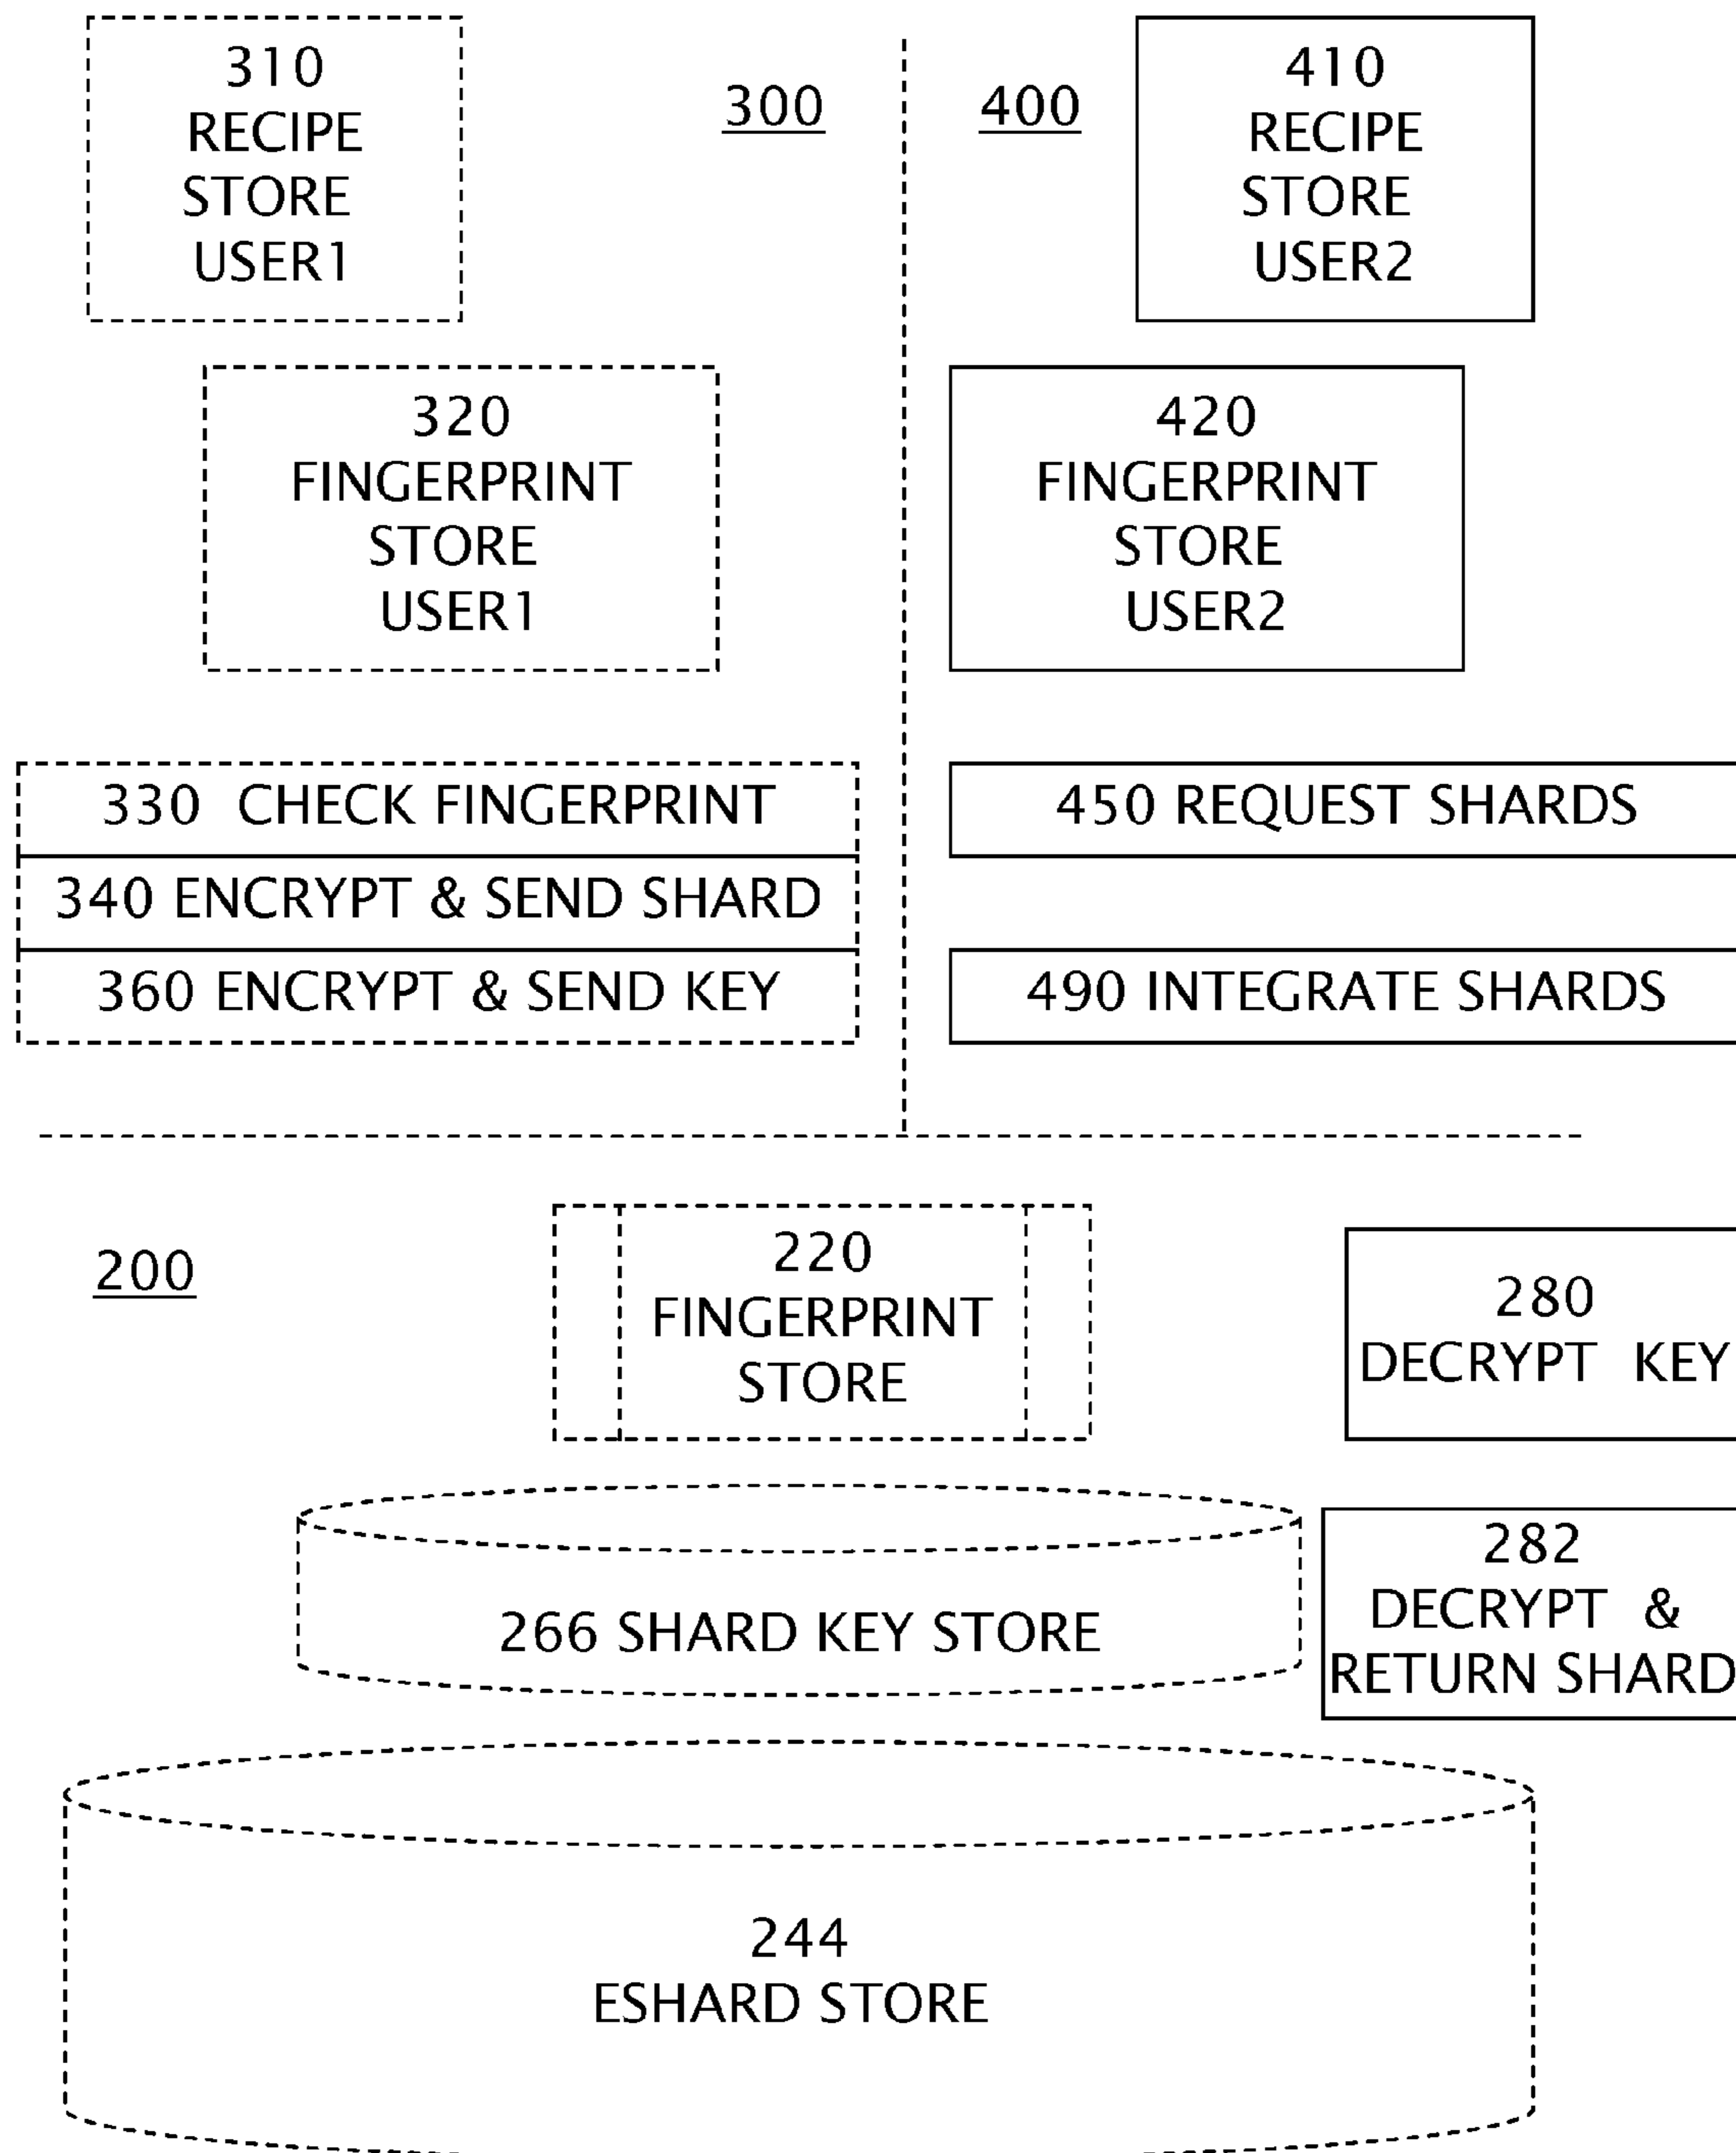 310
RECIPE
STORE
USER1
300
400
410
RECIPE
STORE
USER2
320
FINGERPRINT
STORE
USER1
420
FINGERPRINT
STORE
USER2
330 CHECK FINGERPRINT
340 ENCRYPT & SEND SHARD
360 ENCRYPT & SEND KEY
450 REQUEST SHARDS
490 INTEGRATE SHARDS
200
220
FINGERPRINT
STORE
280
DECRYPT KEY
266 SHARD KEY STORE
282
DECRYPT &
RETURN SHARD
244
ESHARD STORE